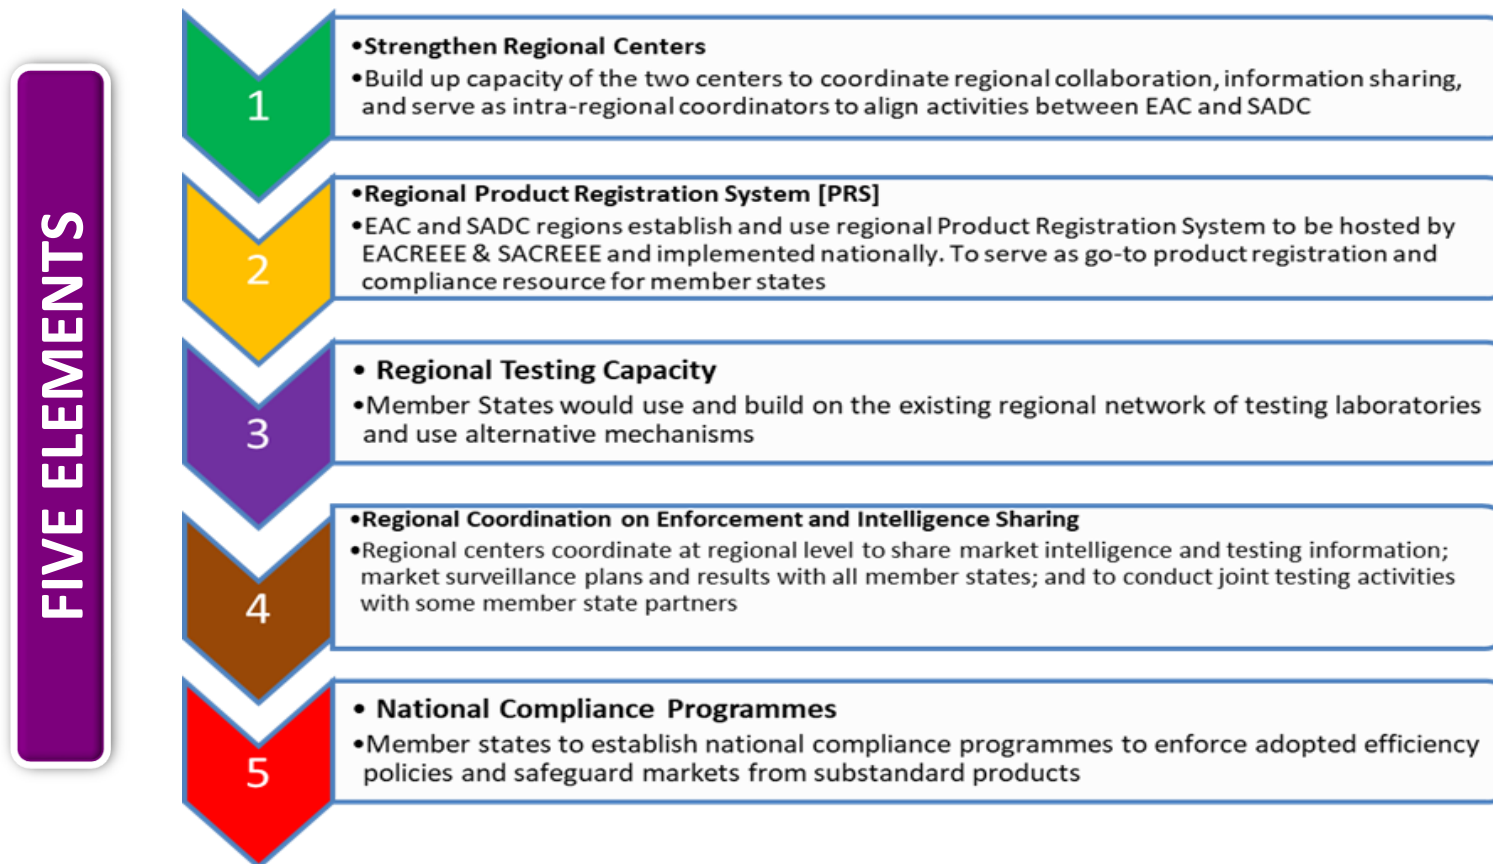 FIVE ELEMENTS
1
•Strengthen Regional Centers
•Build up capacity of the two centers to coordinate regional collaboration, information sharing,
and serve as intra-regional coordinators to align activities between EAC and SADC
2
•Regional Product Registration System [PRS]
•EAC and SADC regions establish and use regional Product Registration System to be hosted by
EACREEE & SACREEE and implemented nationally. To serve as go-to product registration and
compliance resource for member states
3
• Regional Testing Capacity
•Member States would use and build on the existing regional network of testing laboratories
and use alternative mechanisms
4
•Regional Coordination on Enforcement and Intelligence Sharing
•Regional centers coordinate at regional level to share market intelligence and testing information;
market surveillance plans and results with all member states; and to conduct joint testing activities
with some member state partners
5
• National Compliance Programmes
•Member states to establish national compliance programmes to enforce adopted efficiency
policies and safeguard markets from substandard products